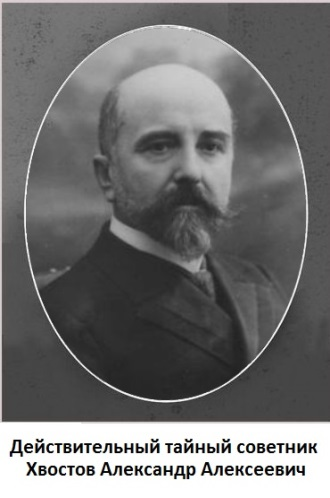 Действительный тайный советник
Хвостов Александр Алексеевич